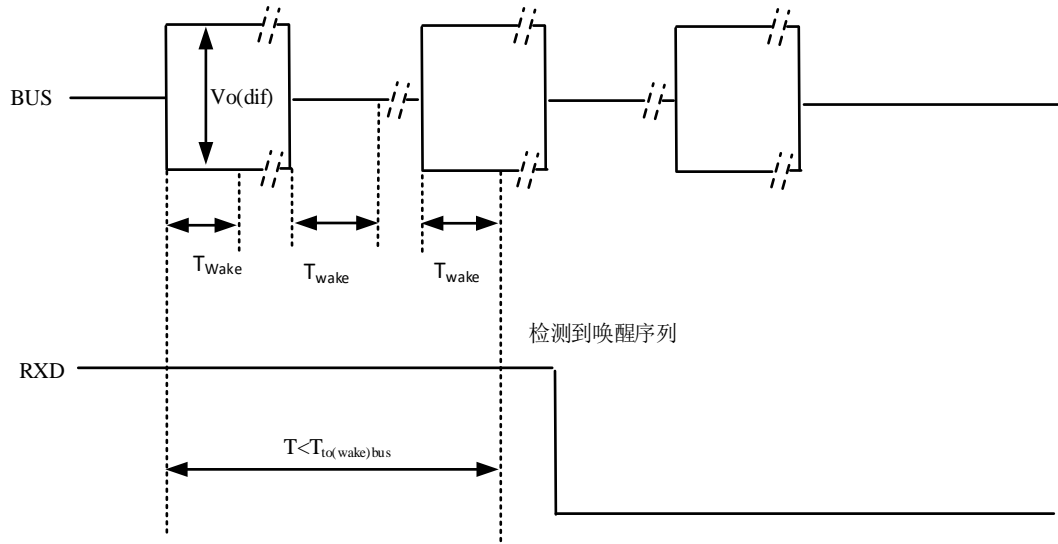 BUS
Vo(dif)
TWake
Twake
Twake
检测到唤醒序列
RXD
T<Tto(wake)bus